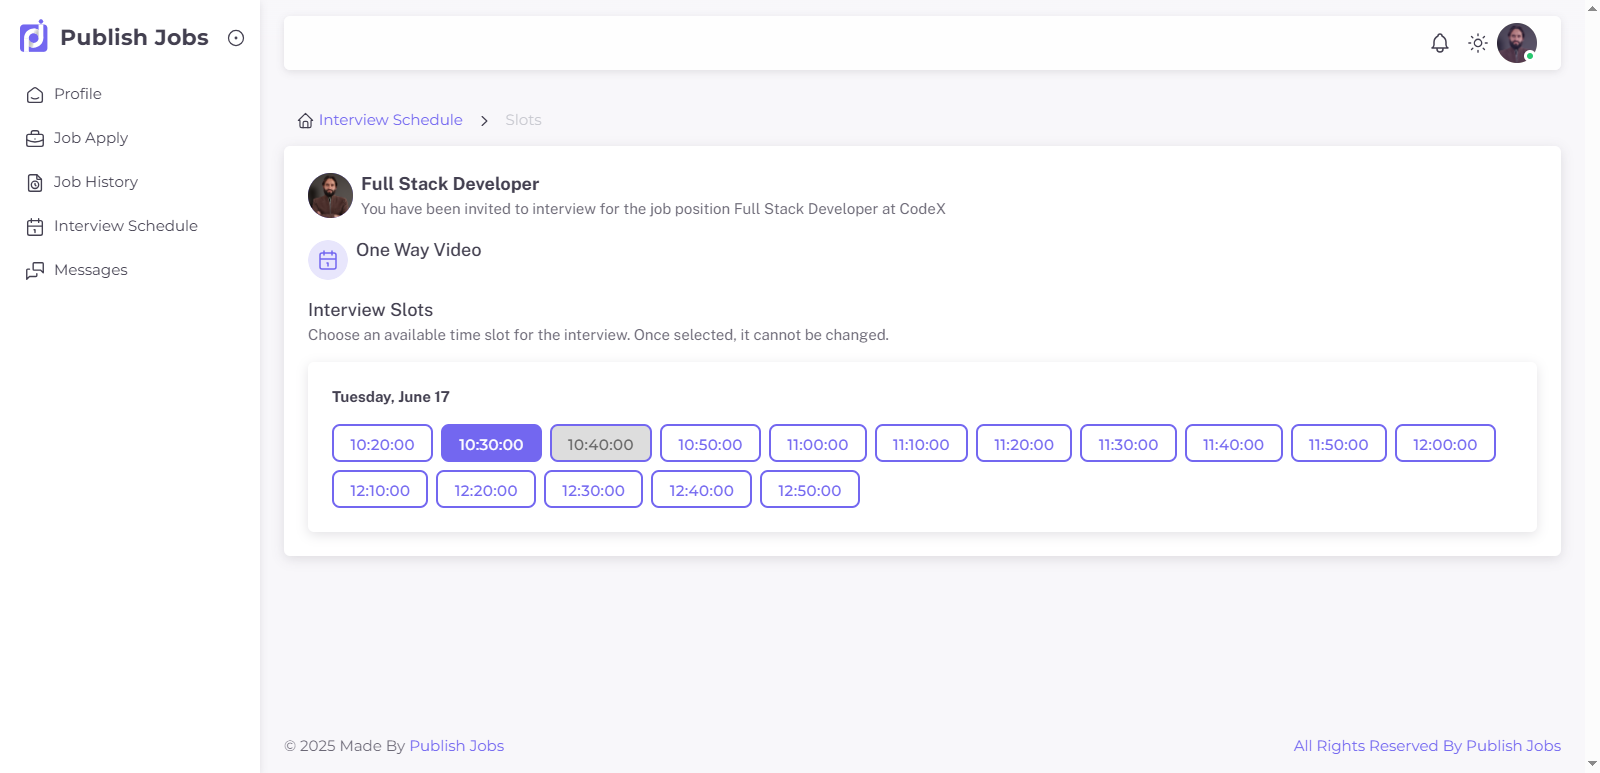 Publish Jobs
Profile
Job Apply
Job History
Interview Schedule
Messages
Interview Schedule > Slots
Full Stack Developer
You have been invited to interview for the job position Full Stack Developer at CodeX
One Way Video
Interview Slots
Choose an available time slot for the interview. Once selected, it cannot be changed.
Tuesday, June 17
10:20:00 10:30:00 10:40:00 10:50:00 11:00:00 11:10:00 11:20:00 11:30:00 11:40:00 11:50:00 12:00:00
12:10:00 12:20:00 12:30:00 12:40:00 12:50:00
© 2025 Made By Publish Jobs
All Rights Reserved By Publish Jobs